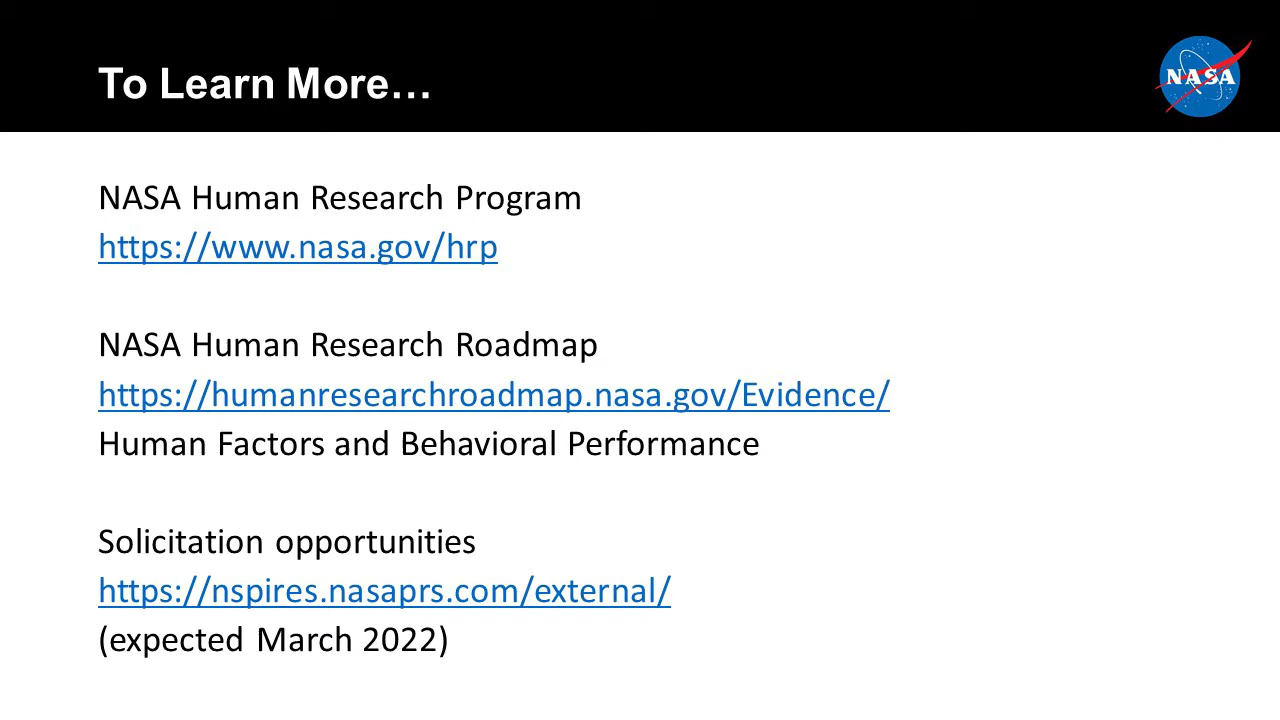 To Learn More…
NASA
NASA Human Research Program
https://www.nasa.gov/hrp
NASA Human Research Roadmap
https://humanresearchroadmap.nasa.gov/Evidence/
Human Factors and Behavioral Performance
Solicitation opportunities
https://nspires.nasaprs.com/external/
(expected March 2022)